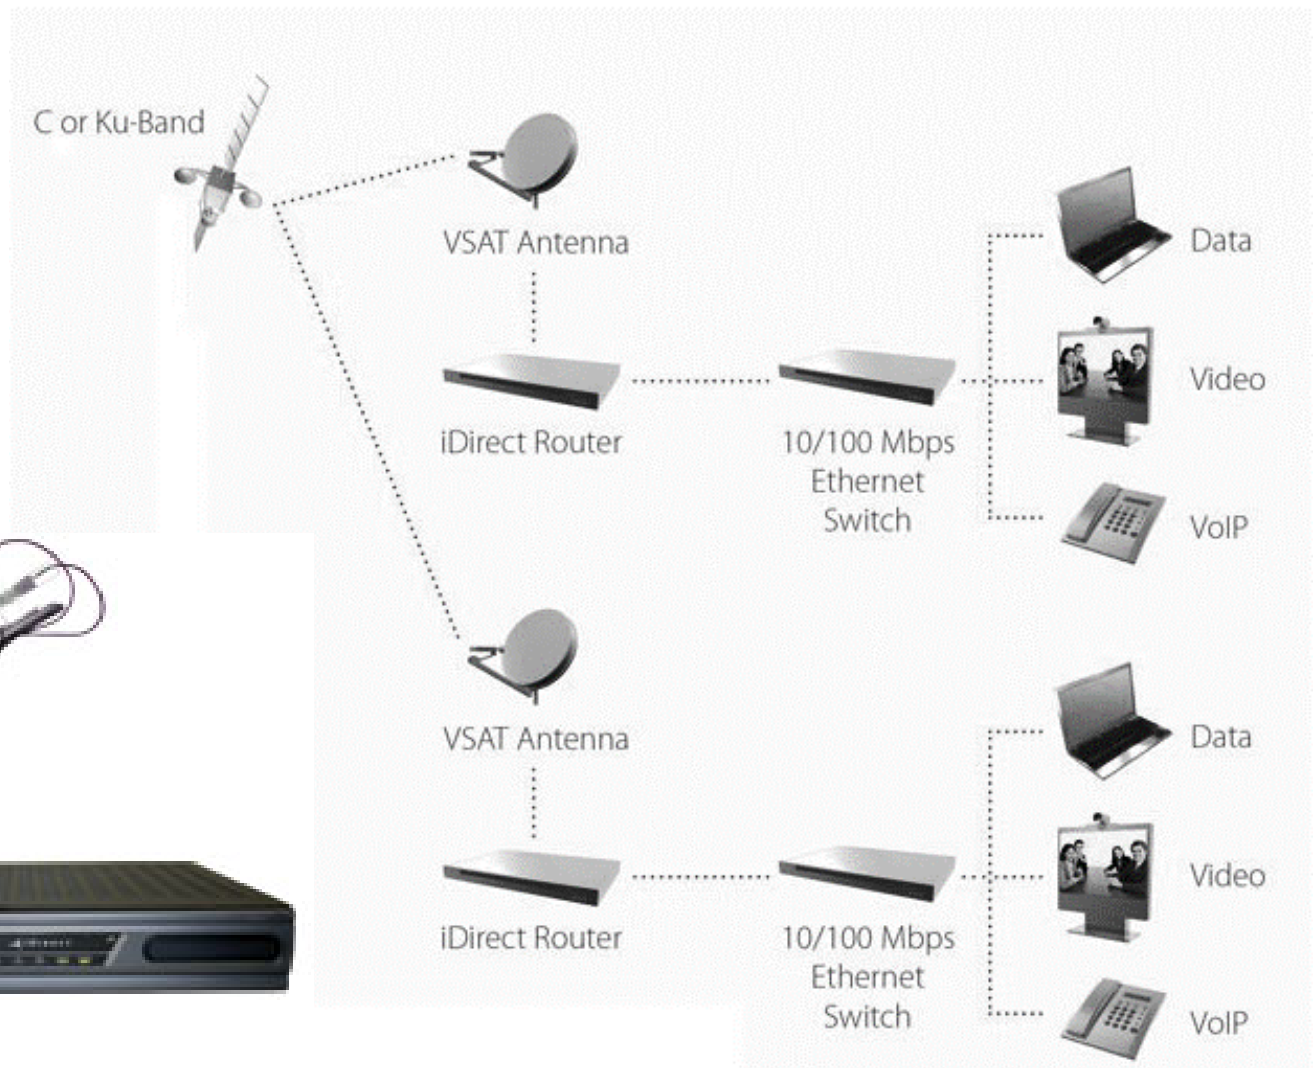 C or Ku-Band
VSAT Antenna
Data
Video
iDirect Router
10/100 Mbps
Ethernet
Switch
VoIP
VSAT Antenna
Data
Video
iDirect Router
10/100 Mbps
Ethernet
Switch
VoIP